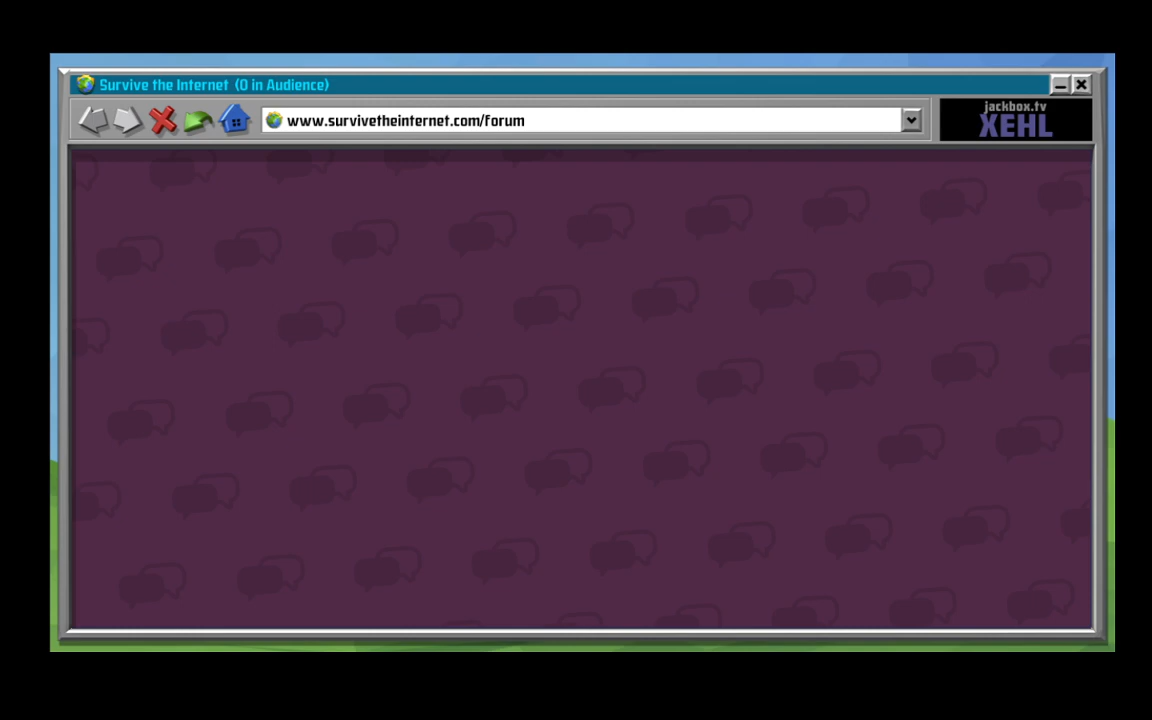 Survive the Internet (0 in Audience)
www.survivetheinternet.com/forum
jackbox.tv
XEHL